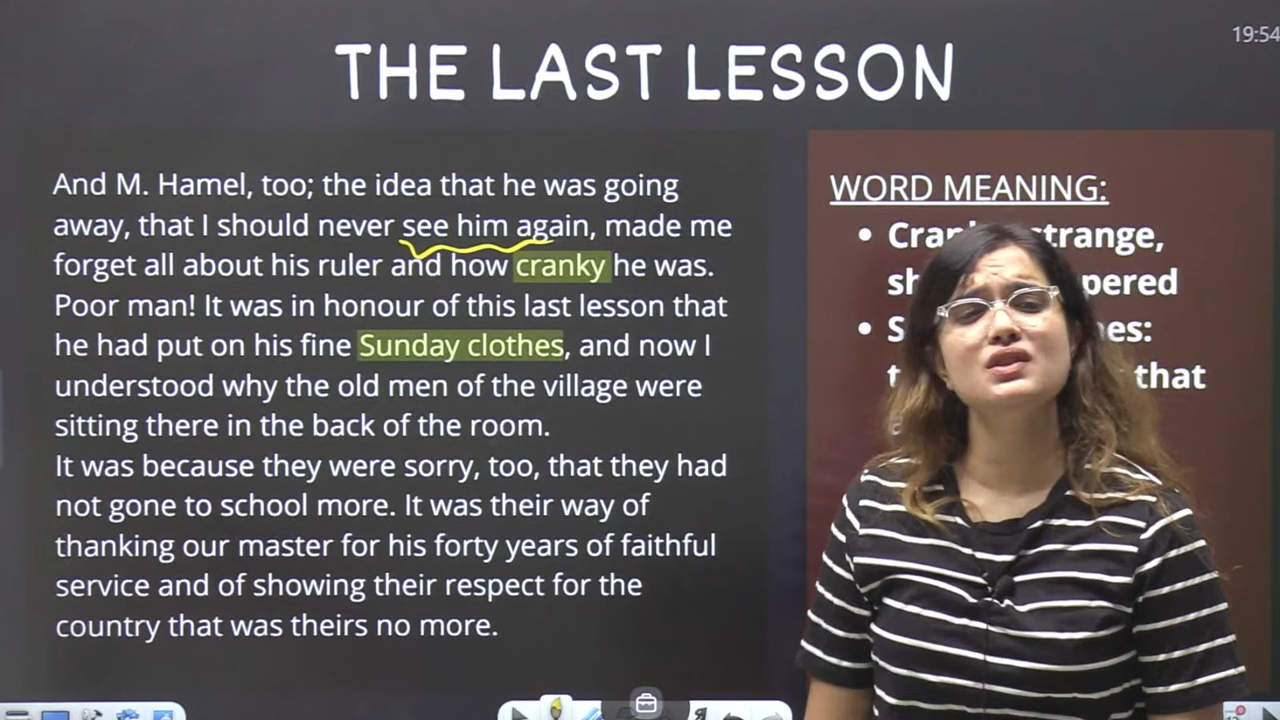 THE LAST LESSON
19:54
And M. Hamel, too; the idea that he was going
away, that I should never see him again, made me
forget all about his ruler and how cranky he was.
Poor man! It was in honour of this last lesson that
he had put on his fine Sunday clothes, and now I
understood why the old men of the village were
sitting there in the back of the room.
It was because they were sorry, too, that they had
not gone to school more. It was their way of
thanking our master for his forty years of faithful
service and of showing their respect for the
country that was theirs no more.
WORD MEANING:
strange,
that